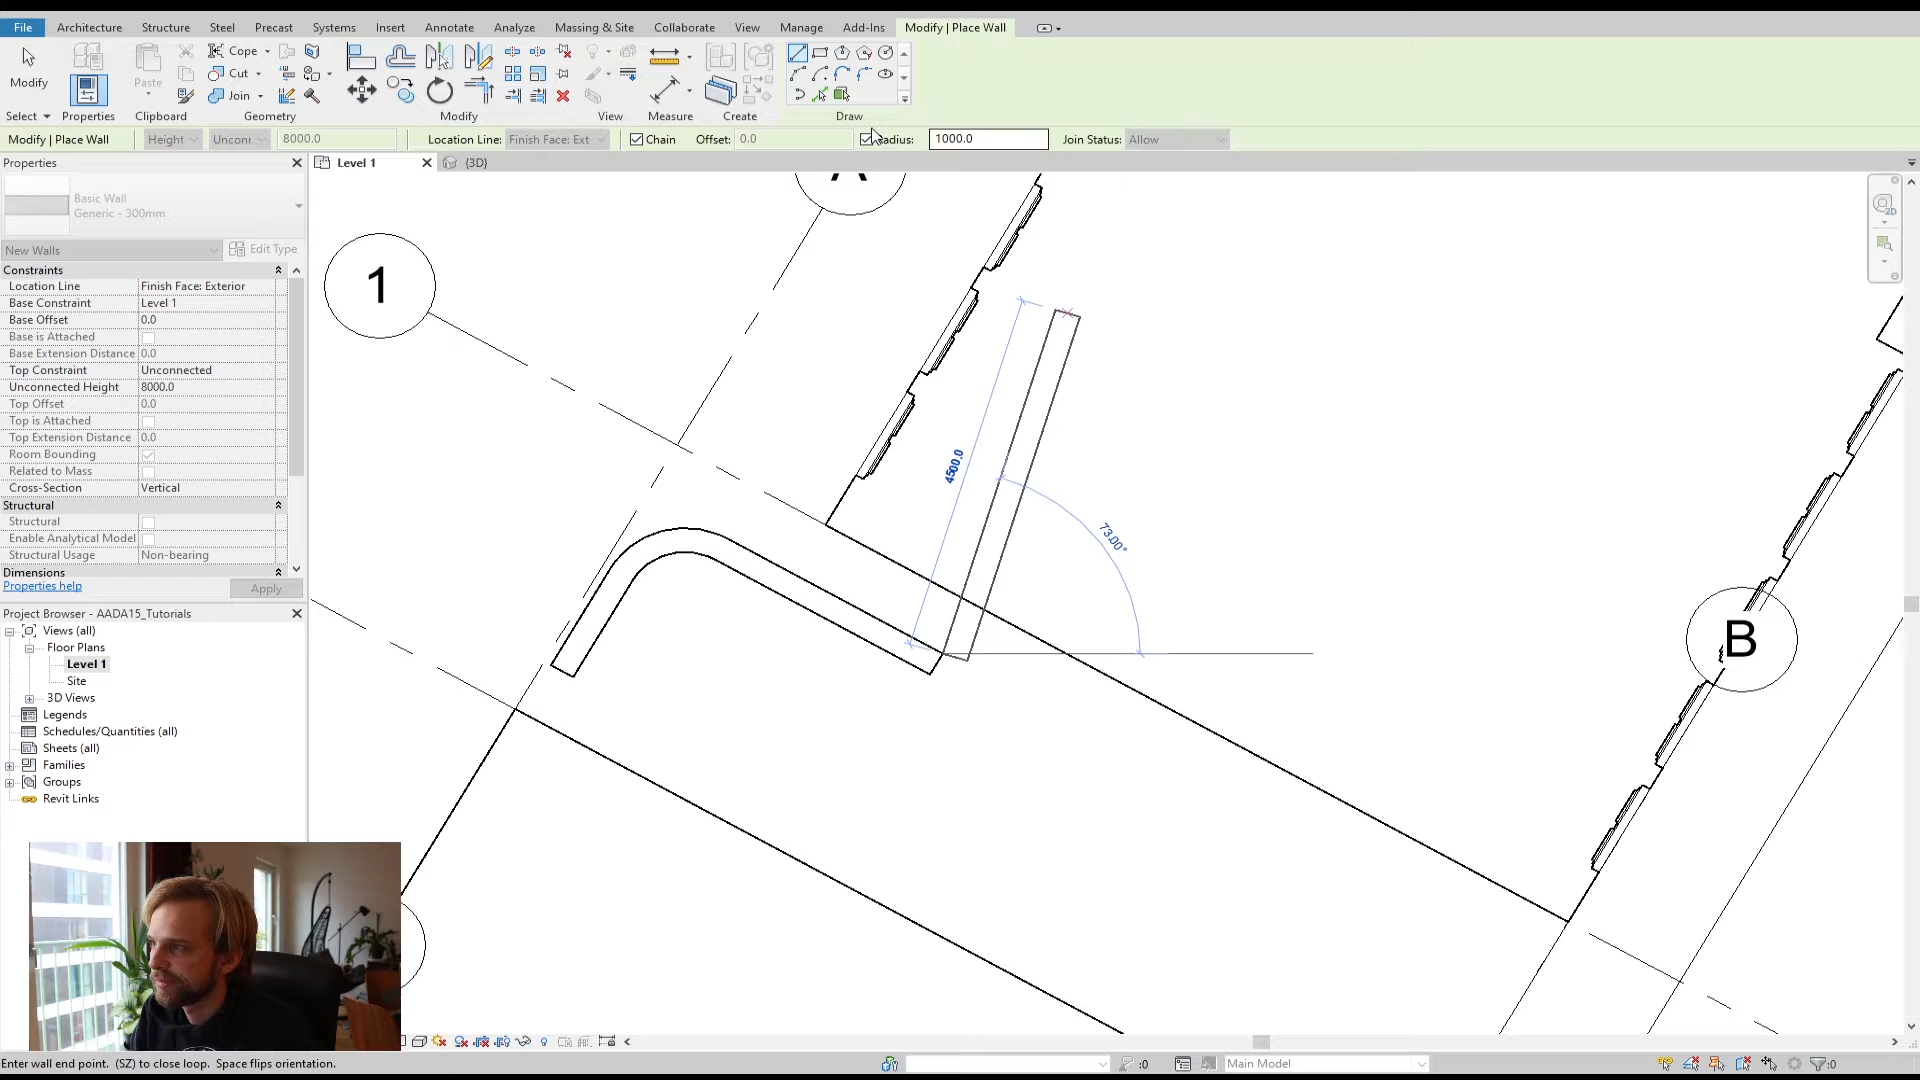 File Architecture Structure Steel Precast Systems Insert Annotate Analyze Massing & Site Collaborate View Manage Add-Ins Modify | Place Wall
Cope
Cut
Join
Modify
Paste
Select Properties Clipboard Geometry Modify View Measure Create Draw
Modify | Place Wall Height 8000.0 Location Line: Finish Face: Ext Chain Offset: 0.0 1000.0 Join Status: Allow
Properties
Level 1 {3D}
Basic Wall
Generic - 300mm
New Walls Edit Type
Constraints
Location Line Finish Face: Exterior
Base Constraint Level 1
Base Offset 0.0
Base is Attached
Base Extension Distance 0.0
Top Constraint Unconnected
Unconnected Height 8000.0
Top Offset 0.0
Top is Attached
Top Extension Distance 0.0
Room Bounding
Related to Mass
Cross-Section Vertical
Structural
Structural
Enable Analytical Model
Structural Usage Non-bearing
Dimensions
Properties help Apply
Project Browser - AADA15_Tutorials
Views (all)
Floor Plans
Level 1
Site
3D Views
Legends
Schedules/Quantities (all)
Sheets (all)
Families
Groups
Revit Links
1
4500.0
73.00°
B
2D
Enter wall end point. (SZ) to close loop. Space flips orientation.
:0
Main Model
:0